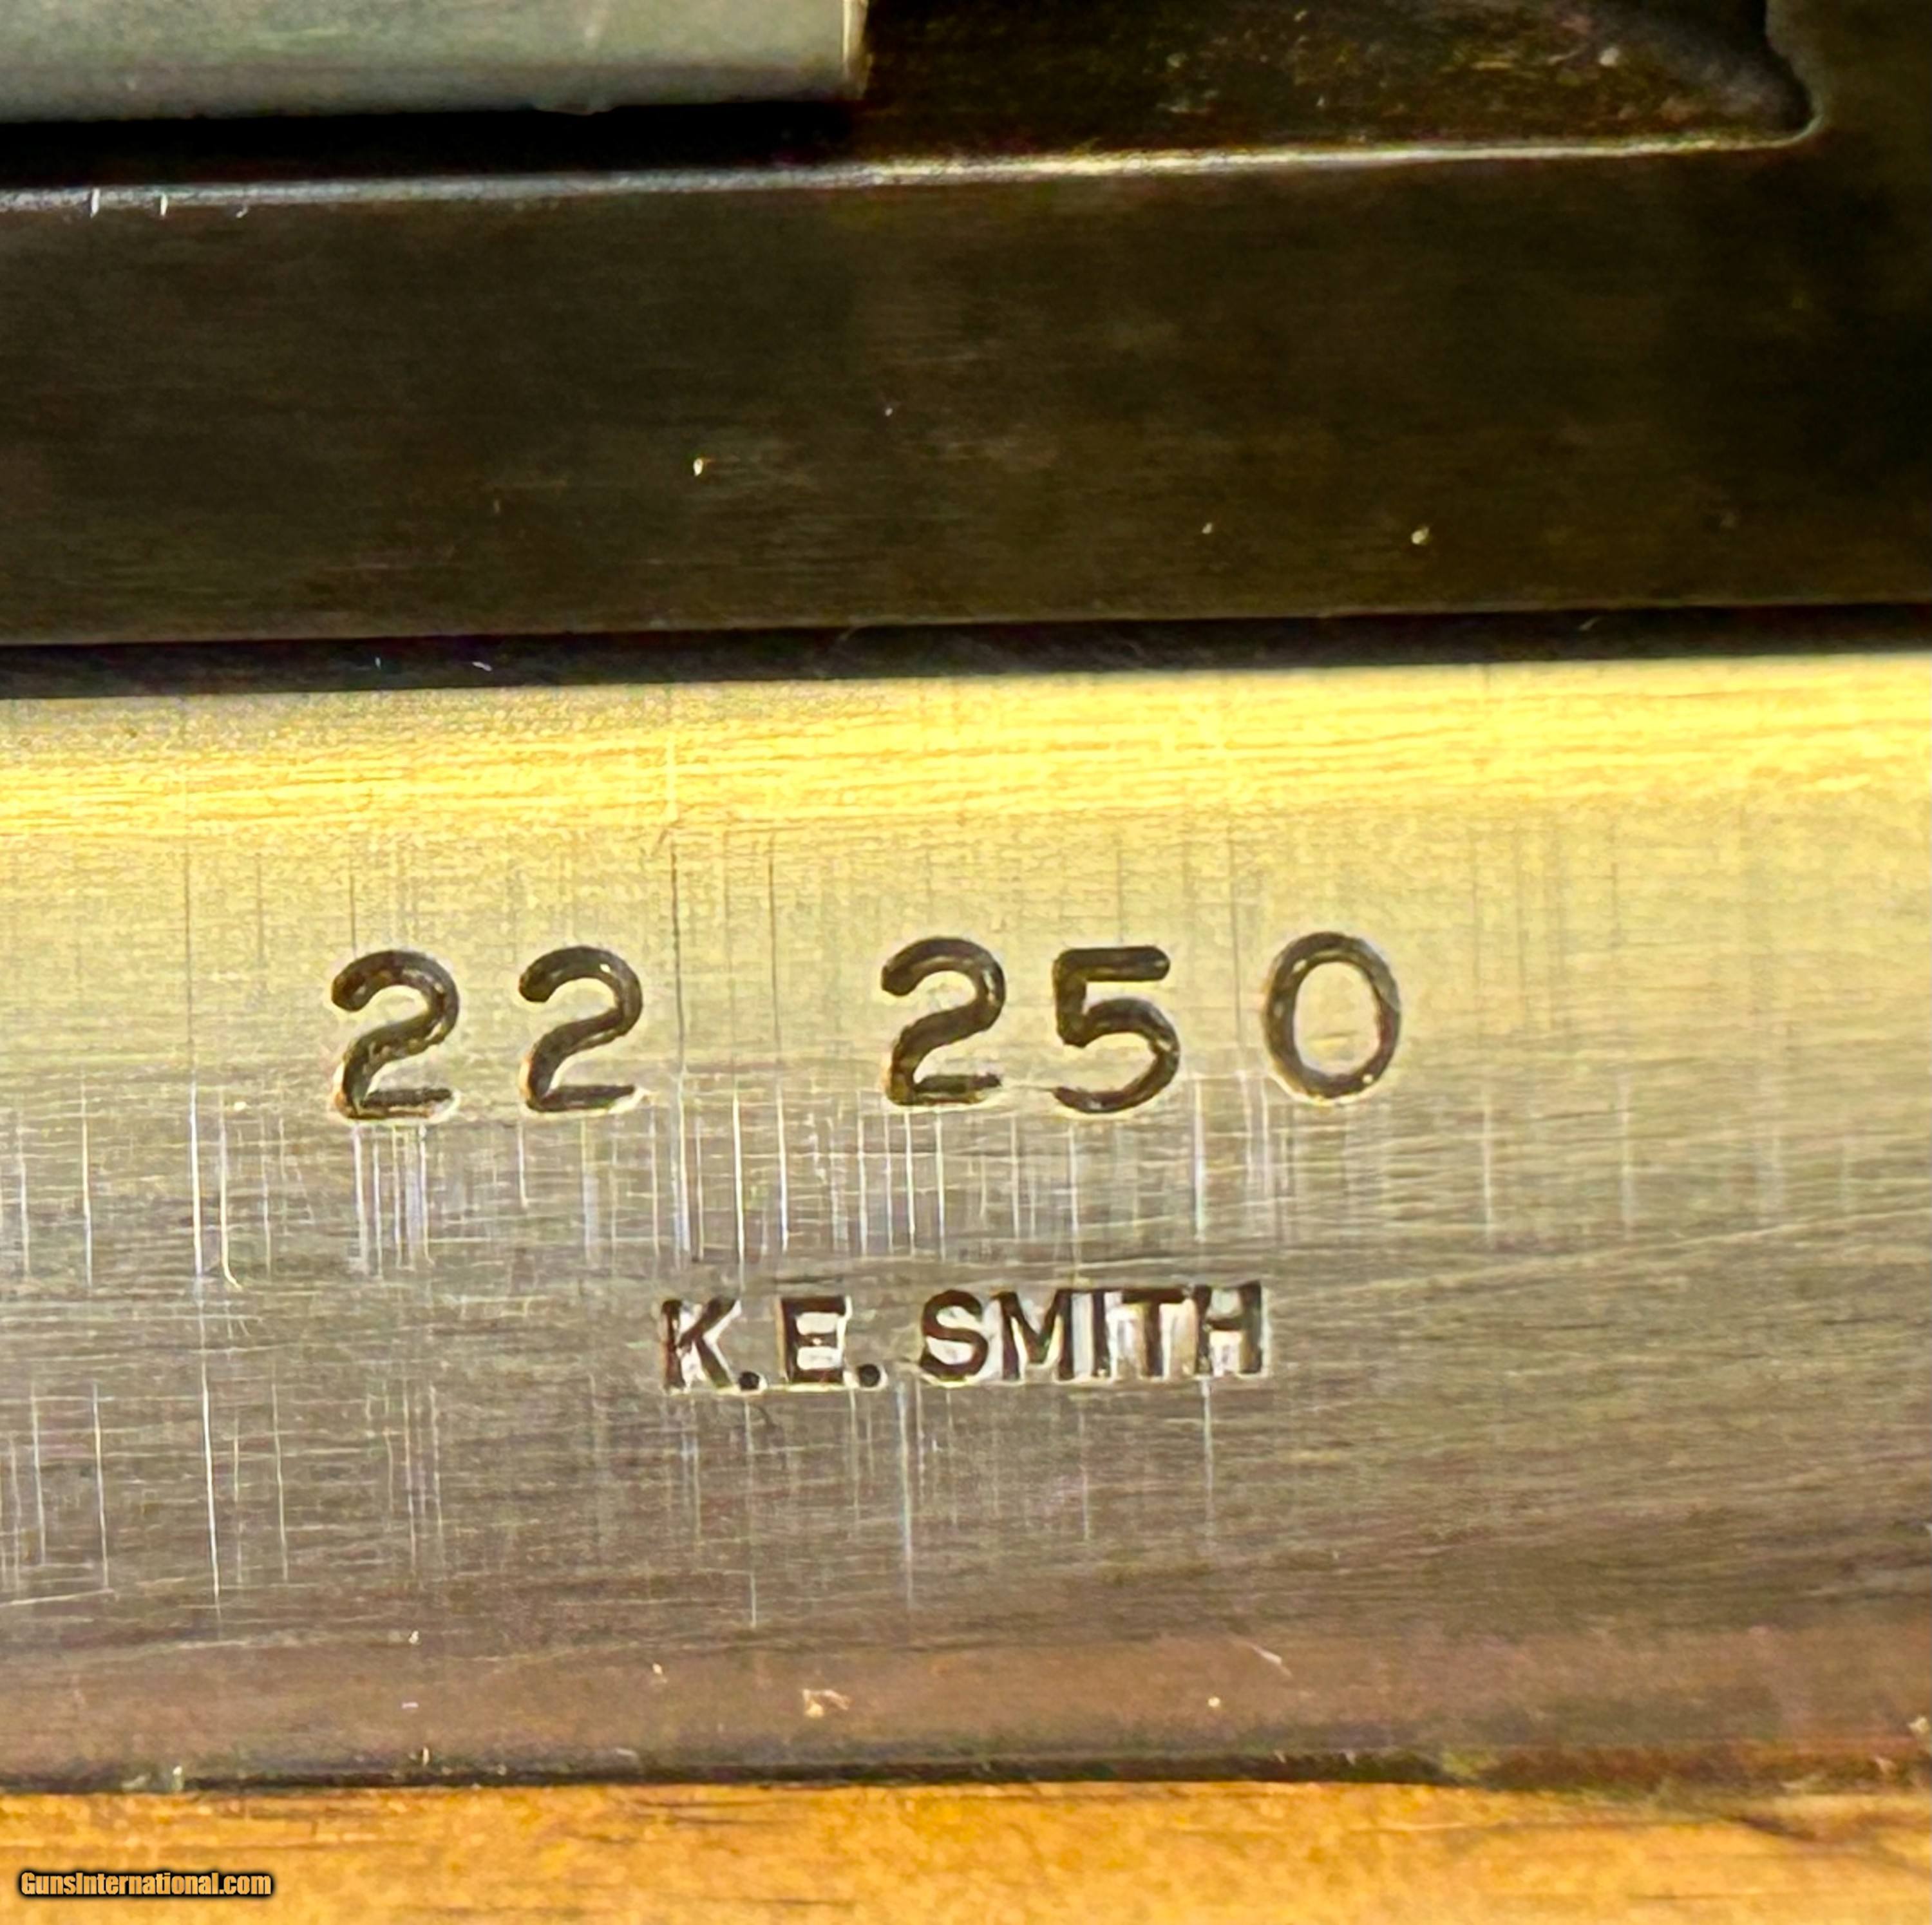 22 250
K.E. SMITH
GunsInternational.com